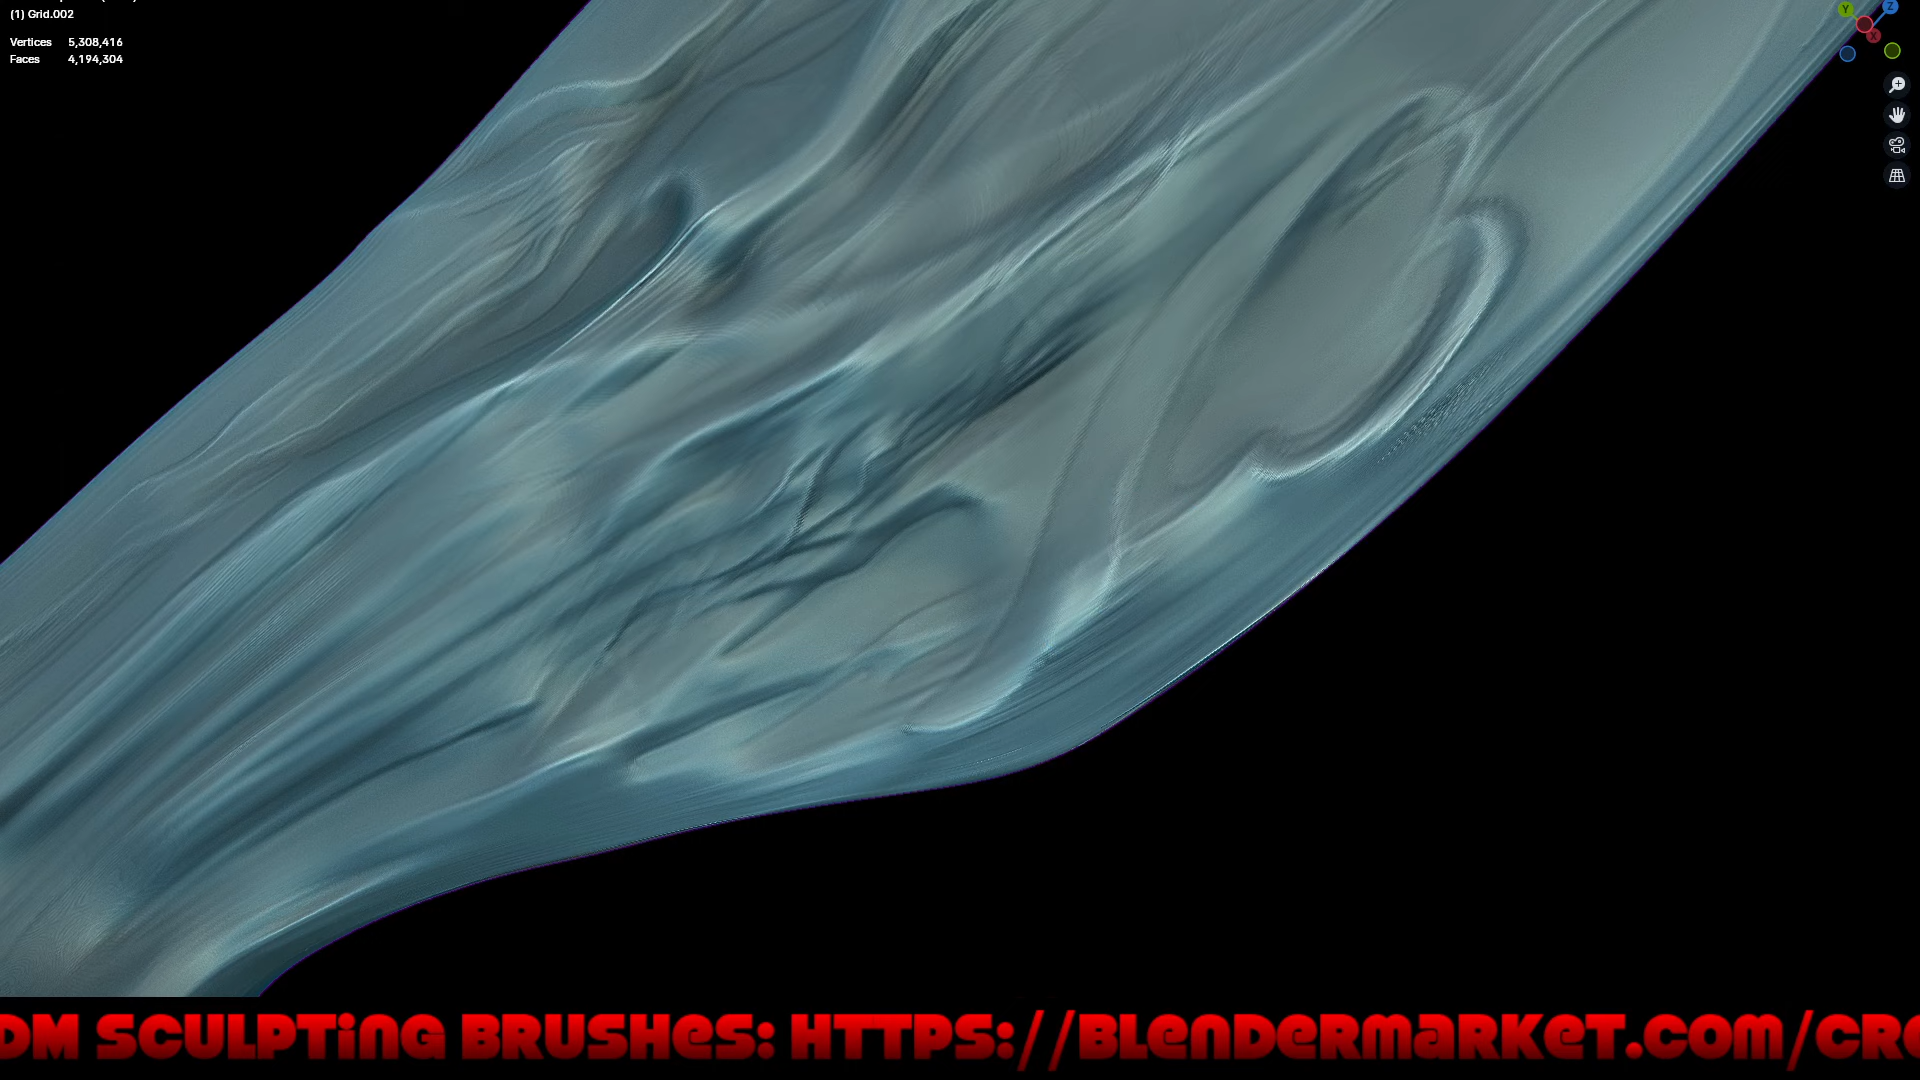 (1) Grid.002
Vertices 5,308,416
Faces 4,194,304
Y
Z
X
DM SCULPTING BRUSHES: HTTPS://BLENDERMARKET.COM/CRE